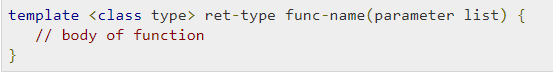 template <class type> ret-type func-name(parameter list) {
   // body of function
}